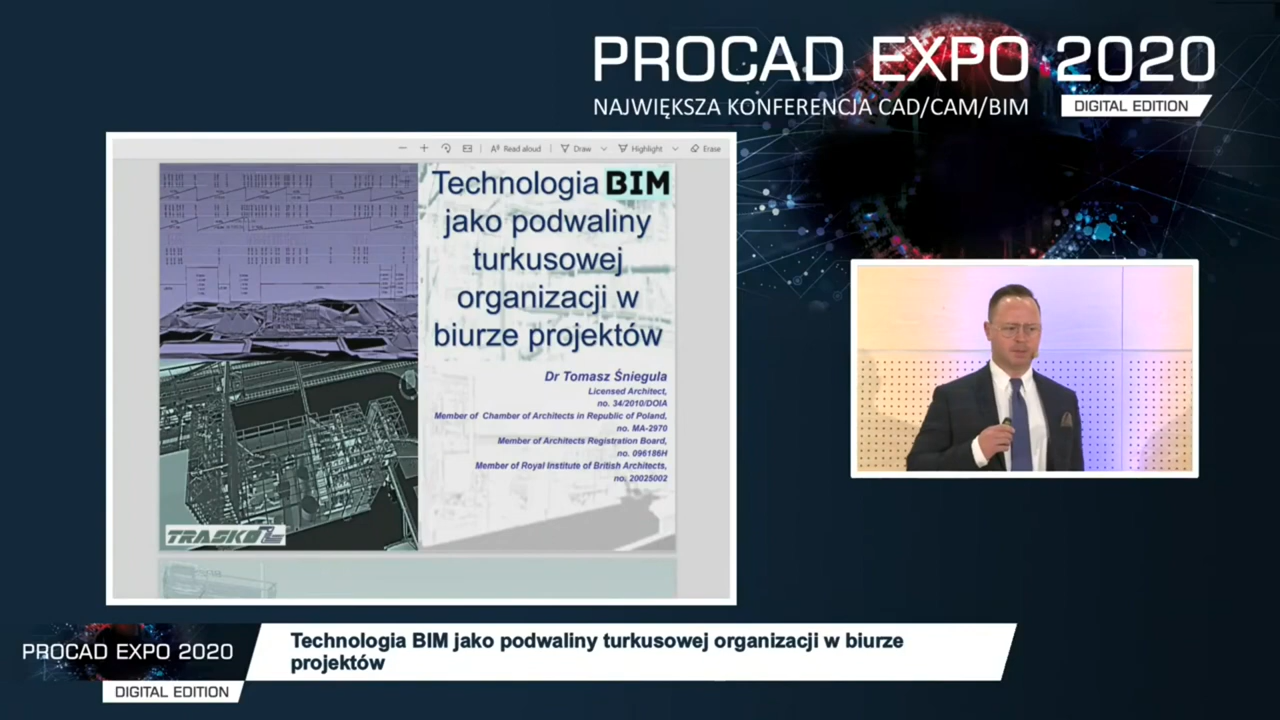 PROCAD EXPO 2020
NAJWIĘKSZA KONFERENCJA CAD/CAM/BIM
DIGITAL EDITION
Read aloud
Draw
Highlight
Erase
Technologia BIM
jako podwaliny
turkusowej
organizacji w
biurze projektów
Dr Tomasz Śniegula
Licensed Architect,
no. 34/2010/DOIA
Member of Chamber of Architects in Republic of Poland,
no. MA-2970
Member of Architects Registration Board,
no. 096186H
Member of Royal Institute of British Architects,
no. 20025002
PROCAD EXPO 2020
DIGITAL EDITION
Technologia BIM jako podwaliny turkusowej organizacji w biurze
projektów